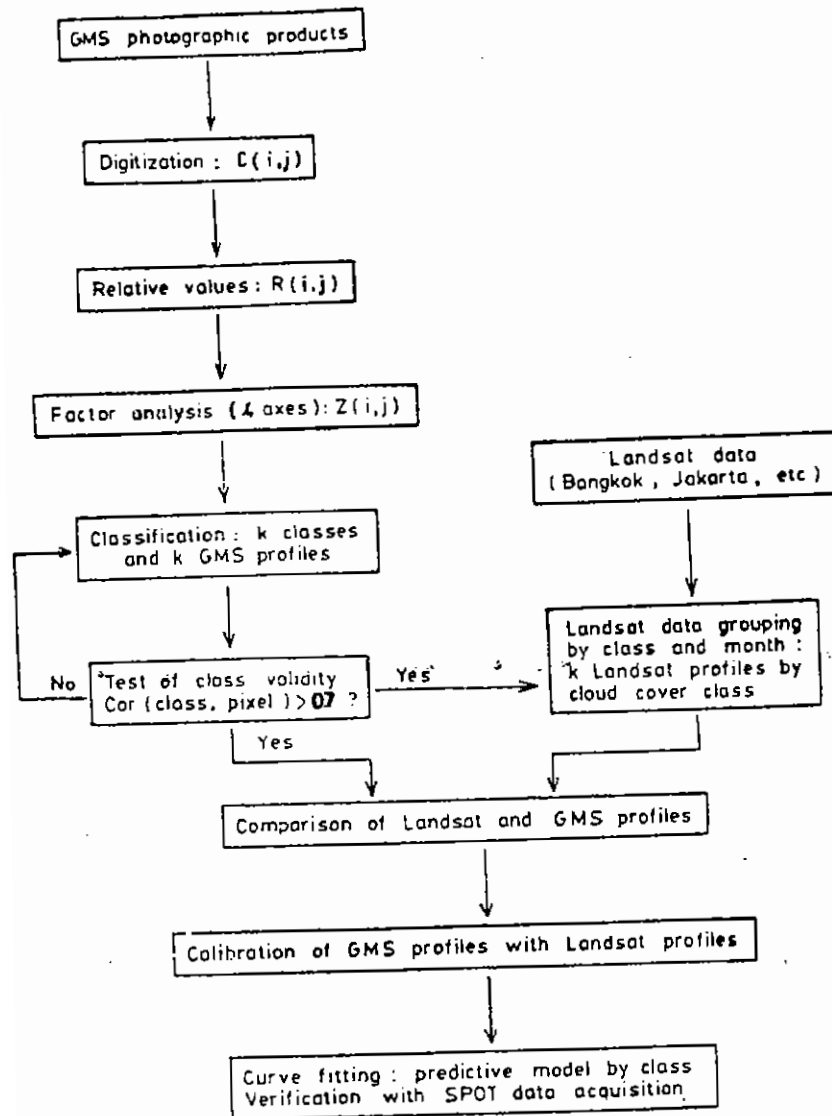 GMS photographic products
Digitization : C(i,j)
Relative values : R(i,j)
Factor analysis (4 axes) : Z(i,j)
Landsat data
(Bangkok, Jakarta, etc)
Classification : k classes
and k GMS profiles
Landsat data grouping
by class and month :
k Landsat profiles by
cloud cover class
No
Test of class validity
Cor (class, pixel) > 07 ?
Yes
Yes
Comparison of Landsat and GMS profiles
Calibration of GMS profiles with Landsat profiles
Curve fitting : predictive model by class
Verification with SPOT data acquisition